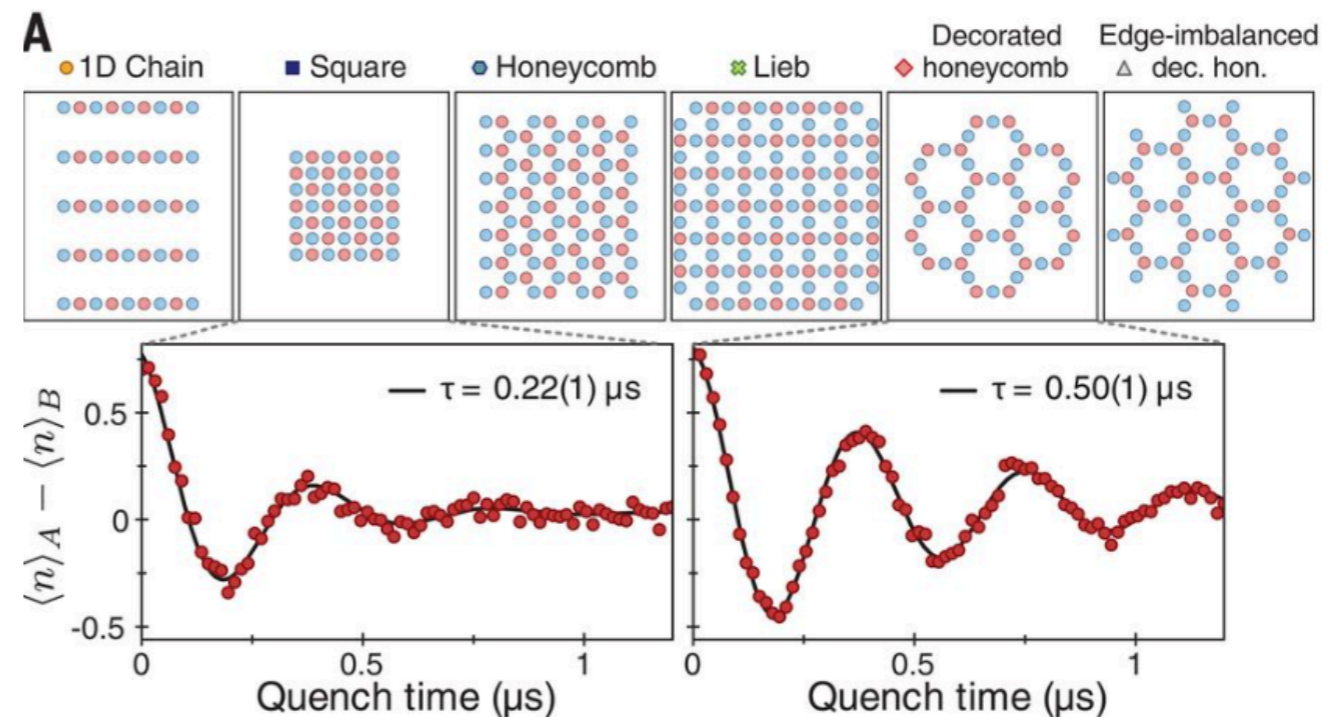 A
1D Chain
Square
Honeycomb
Lieb
Decorated
honeycomb
Edge-imbalanced
dec. hon.
⟨n⟩A − ⟨n⟩B
0.5
0
-0.5
τ = 0.22(1) µs
0 0.5 1
Quench time (µs)
τ = 0.50(1) µs
0 0.5 1
Quench time (µs)